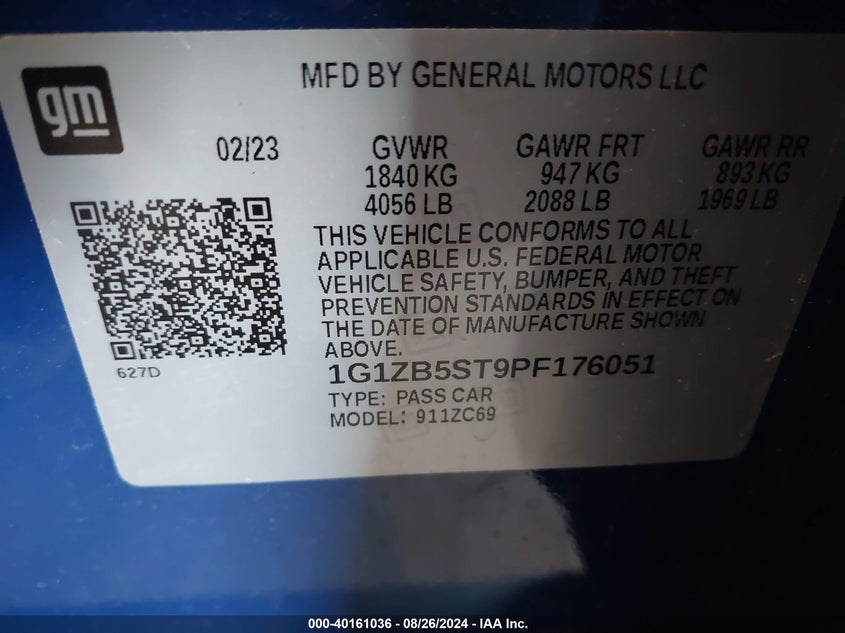 gm
MFD BY GENERAL MOTORS LLC
02/23 GVWR GAWR FRT GAWR RR
1840 KG 947 KG 893 KG
4056 LB 2088 LB 1969 LB
THIS VEHICLE CONFORMS TO ALL
APPLICABLE U.S. FEDERAL MOTOR
VEHICLE SAFETY, BUMPER, AND THEFT
PREVENTION STANDARDS IN EFFECT ON
THE DATE OF MANUFACTURE SHOWN
ABOVE.
627D
1G1ZB5ST9PF176051
TYPE: PASS CAR
MODEL: 911ZC69
000-40161036 - 08/26/2024 - IAA Inc.